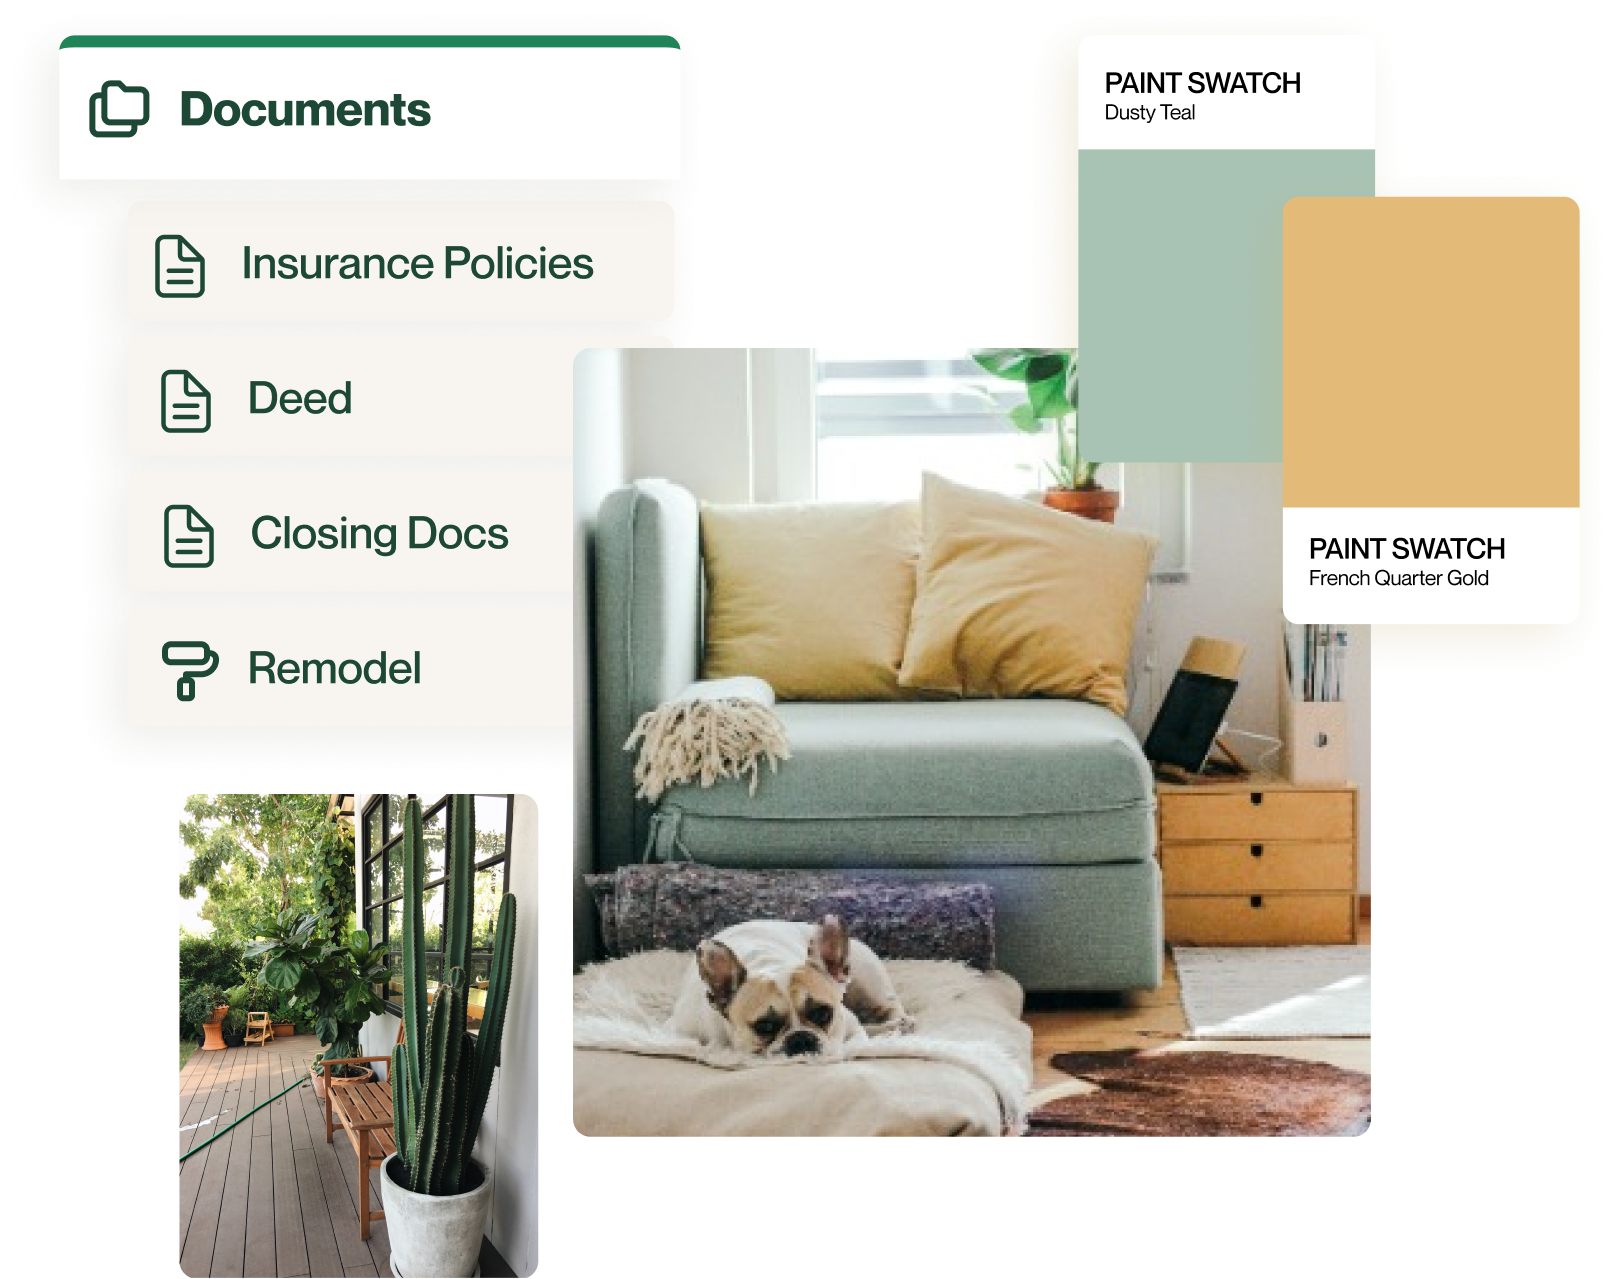 Documents
Insurance Policies
Deed
Closing Docs
Remodel
PAINT SWATCH
Dusty Teal
PAINT SWATCH
French Quarter Gold